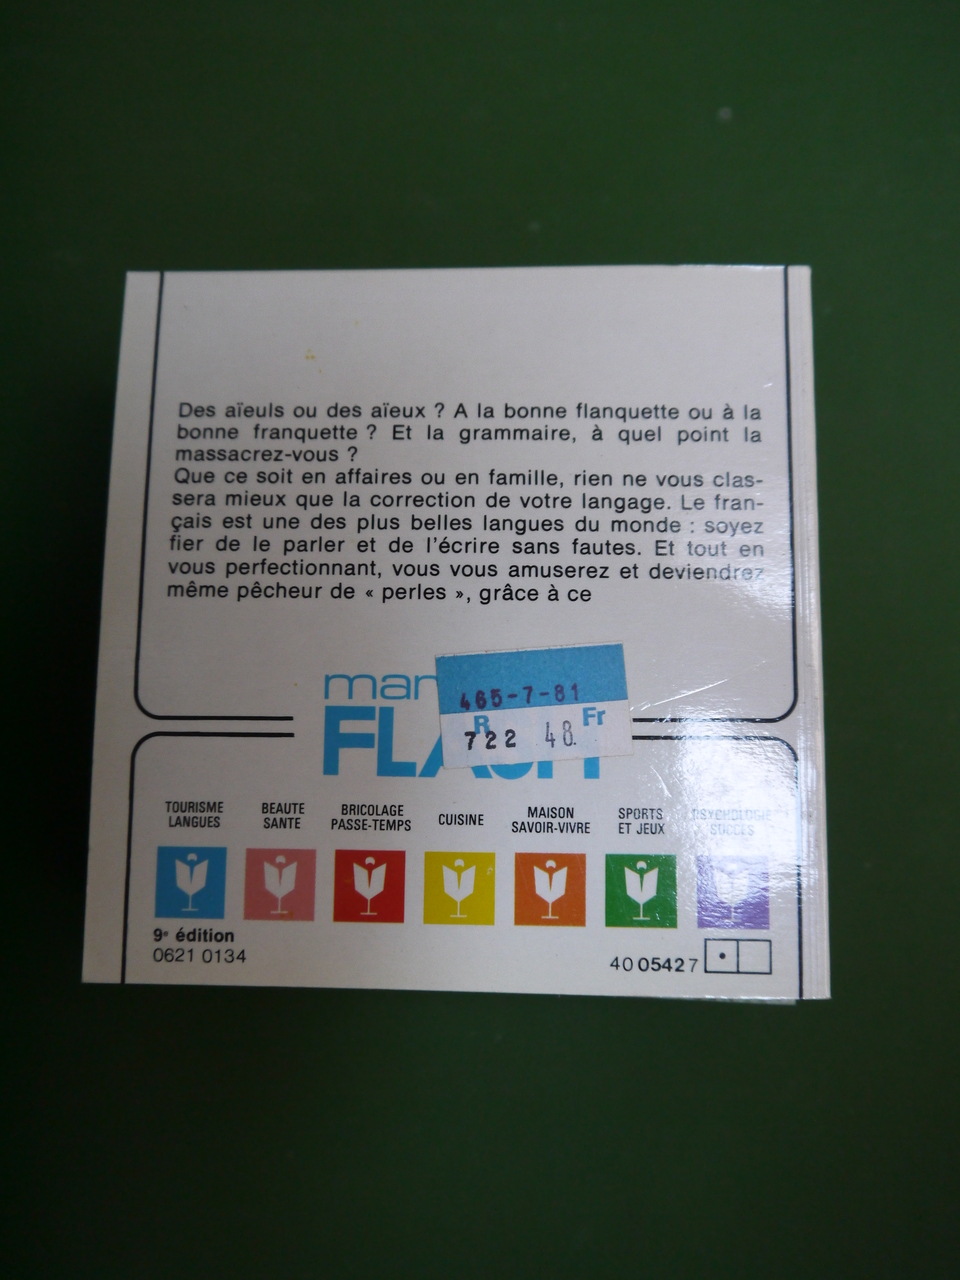 Des aïeuls ou des aïeux ? A la bonne flanquette ou à la
bonne franquette ? Et la grammaire, à quel point la
massacrez-vous ?
Que ce soit en affaires ou en famille, rien ne vous clas-
sera mieux que la correction de votre langage. Le fran-
çais est une des plus belles langues du monde : soyez
fier de le parler et de l'écrire sans fautes. Et tout en
vous perfectionnant, vous vous amuserez et deviendrez
même pêcheur de « perles », grâce à ce
465-7-81
R Fr
722 48.
TOURISME LANGUES
BEAUTE SANTE
BRICOLAGE PASSE-TEMPS
CUISINE
MAISON SAVOIR-VIVRE
SPORTS ET JEUX
PSYCHOLOGIE SUCCES
9e édition
0621 0134
40 0542 7